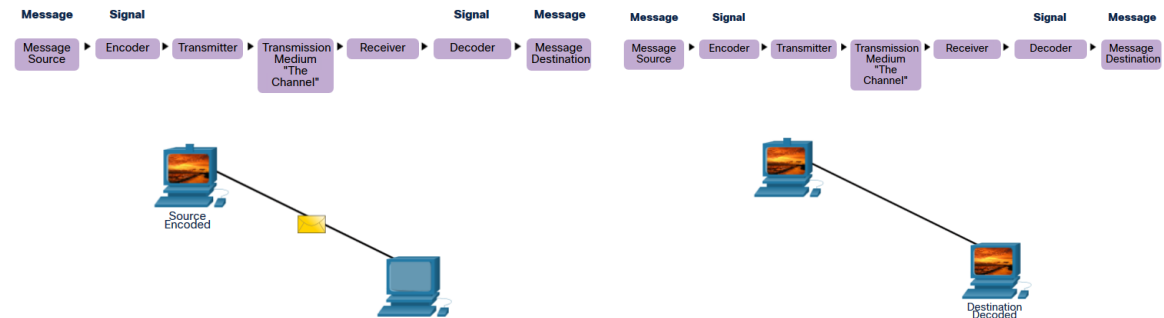 Message Signal Signal Message
Message Source Encoder Transmitter Transmission Medium "The Channel" Receiver Decoder Message Destination
Source
Encoded
Message Signal Signal Message
Message Source Encoder Transmitter Transmission Medium "The Channel" Receiver Decoder Message Destination
Destination
Decoded